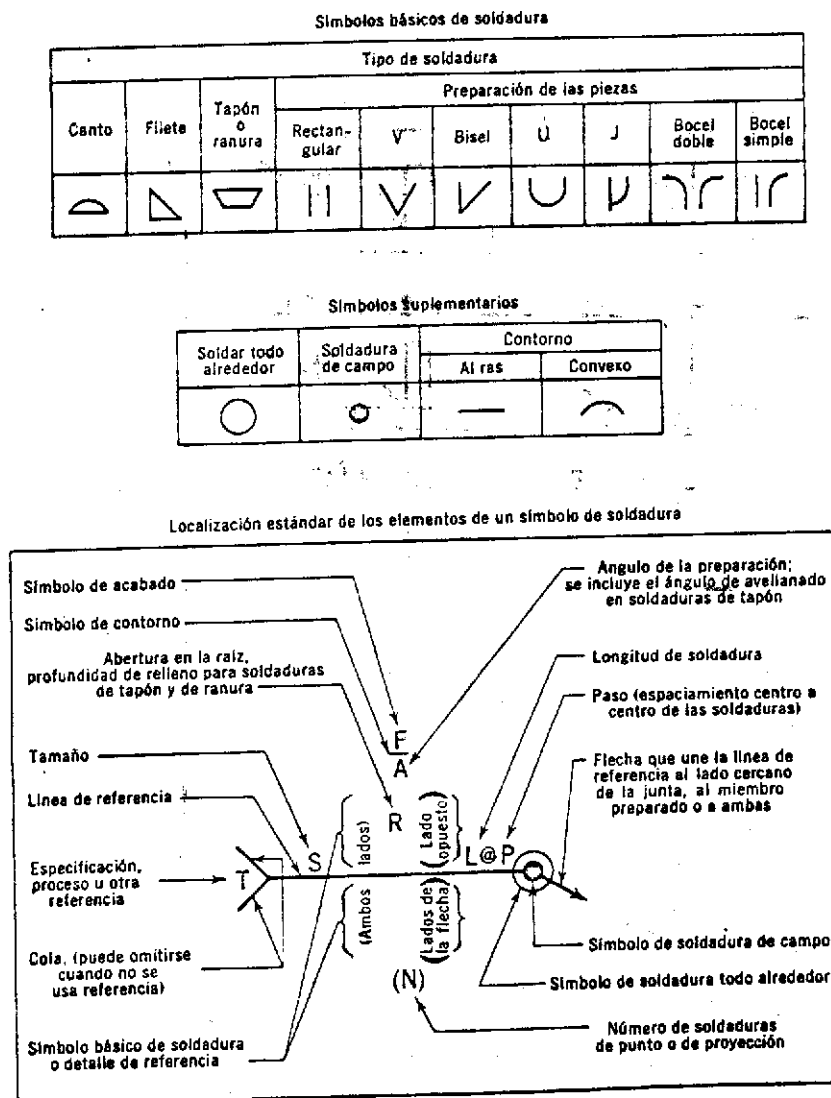 Símbolos básicos de soldadura
Tipo de soldadura
Preparación de las piezas
Canto
Filete
Tapón
o
ranura
Rectan-
gular
V
Bisel
U
J
Bocel
doble
Bocel
simple
Símbolos suplementarios
Soldar todo
alrededor
Soldadura
de campo
Contorno
Al ras
Convexo
Localización estándar de los elementos de un símbolo de soldadura
Símbolo de acabado
Símbolo de contorno
Abertura en la raíz,
profundidad de relleno para soldaduras
de tapón y de ranura
Tamaño
Línea de referencia
Especificación,
proceso u otra
referencia
Cola, (puede omitirse
cuando no se
usa referencia)
Símbolo básico de soldadura
o detalle de referencia
F
A
R
S
T
L@P
(Ambos
lados)
(Lado
opuesto)
(Lados de
la flecha)
(N)
Angulo de la preparación;
se incluye el ángulo de avellanado
en soldaduras de tapón
Longitud de soldadura
Paso (espaciamiento centro a
centro de las soldaduras)
Flecha que une la línea de
referencia al lado cercano
de la junta, al miembro
preparado o a ambas
Símbolo de soldadura de campo
Símbolo de soldadura todo alrededor
Número de soldaduras
de punto o de proyección